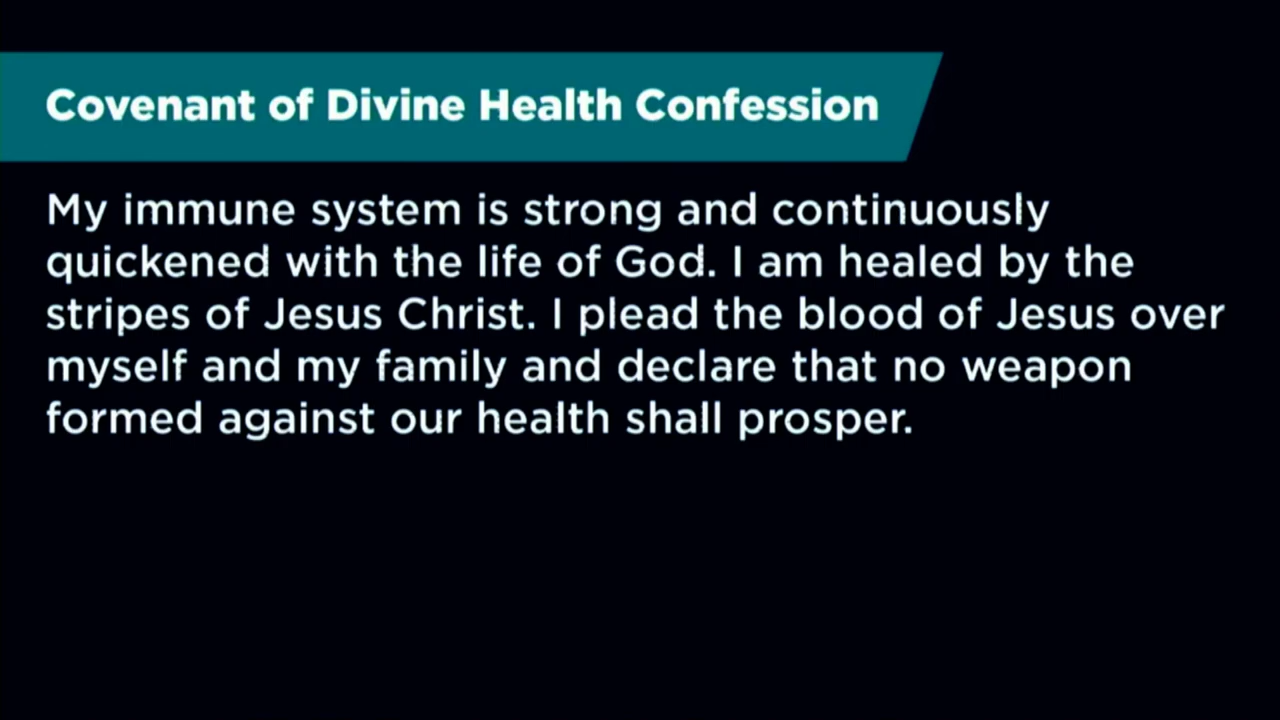 Covenant of Divine Health Confession
My immune system is strong and continuously
quickened with the life of God. I am healed by the
stripes of Jesus Christ. I plead the blood of Jesus over
myself and my family and declare that no weapon
formed against our health shall prosper.